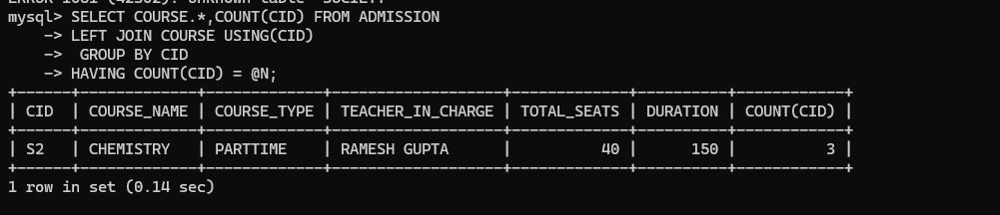 mysql> SELECT COURSE.*,COUNT(CID) FROM ADMISSION
    -> LEFT JOIN COURSE USING(CID)
    ->  GROUP BY CID
    -> HAVING COUNT(CID) = @N;
+------+-------------+-------------+-------------------+-------------+----------+------------+
| CID  | COURSE_NAME | COURSE_TYPE | TEACHER_IN_CHARGE | TOTAL_SEATS | DURATION | COUNT(CID) |
+------+-------------+-------------+-------------------+-------------+----------+------------+
| S2   | CHEMISTRY   | PARTTIME    | RAMESH GUPTA      |          40 |      150 |          3 |
+------+-------------+-------------+-------------------+-------------+----------+------------+
1 row in set (0.14 sec)